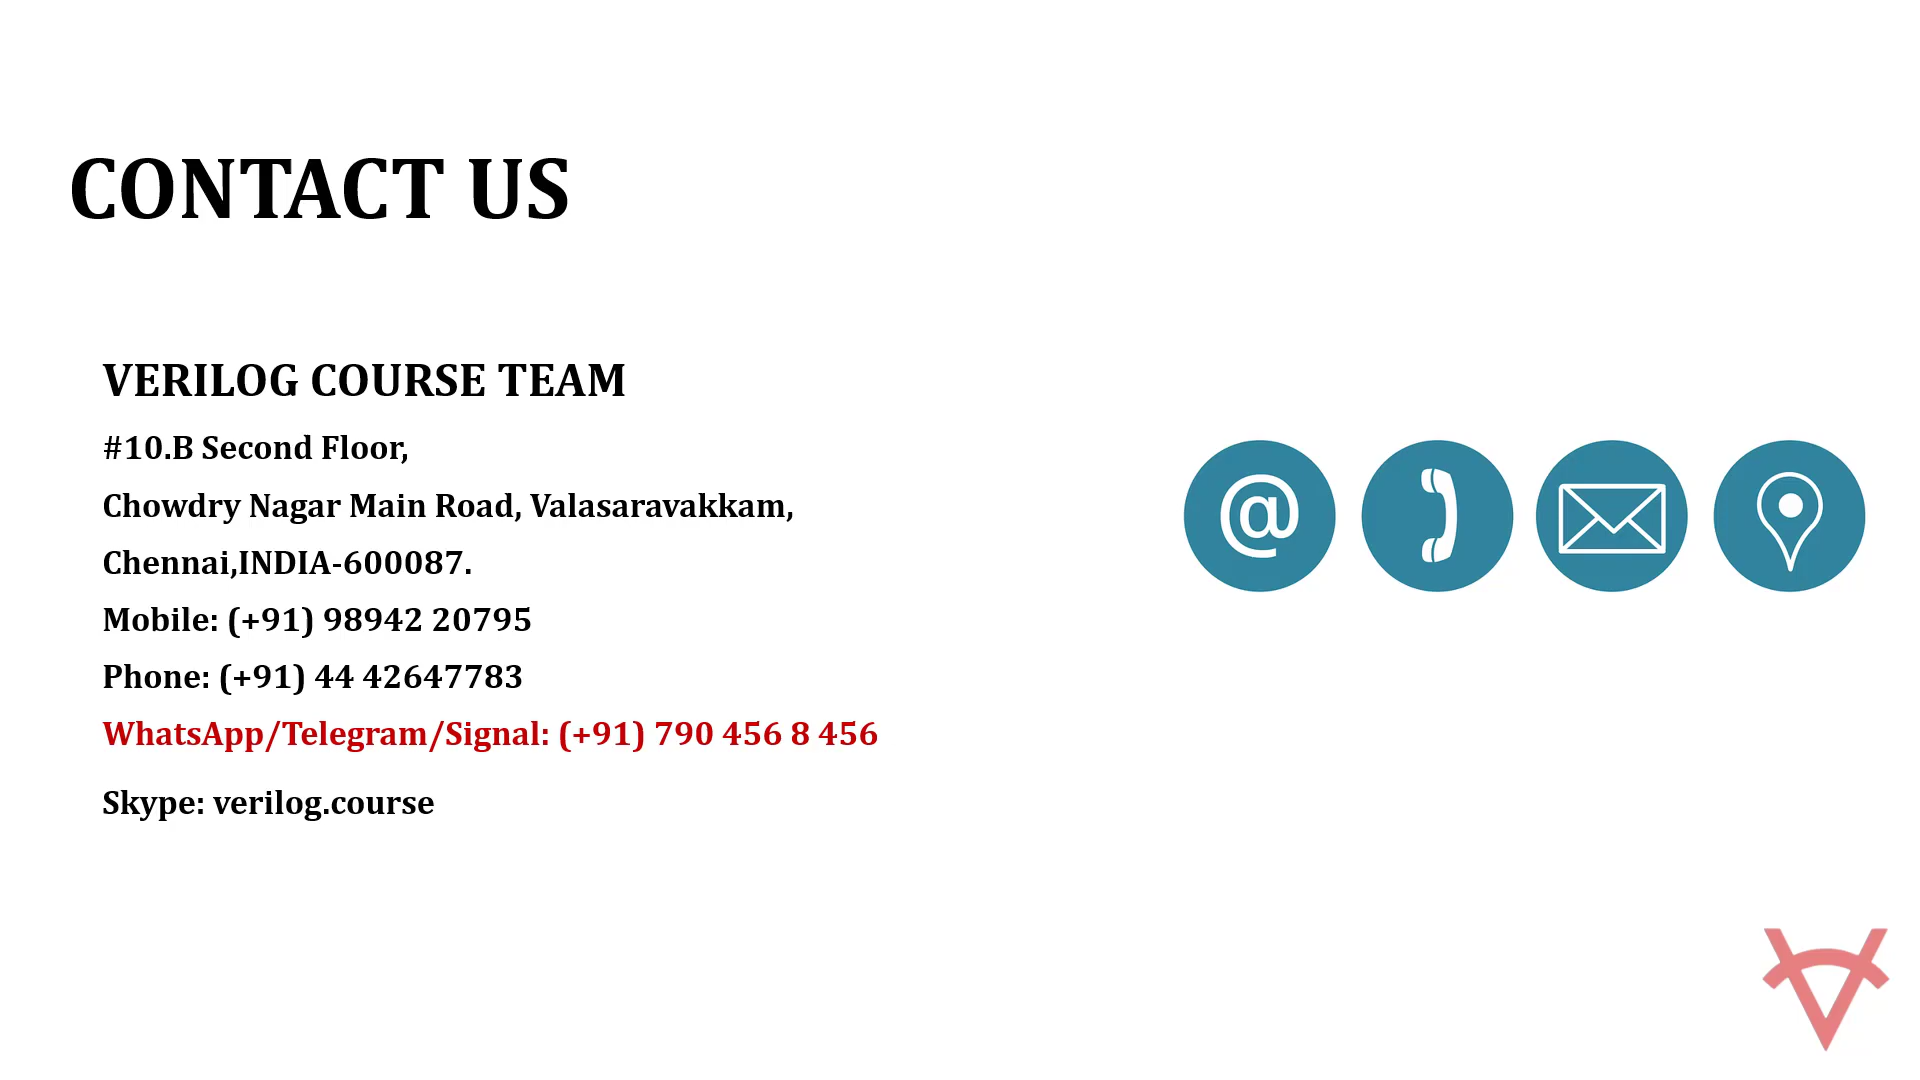 CONTACT US
VERILOG COURSE TEAM
#10.B Second Floor,
Chowdry Nagar Main Road, Valasaravakkam,
Chennai,INDIA-600087.
Mobile: (+91) 98942 20795
Phone: (+91) 44 42647783
WhatsApp/Telegram/Signal: (+91) 790 456 8 456
Skype: verilog.course